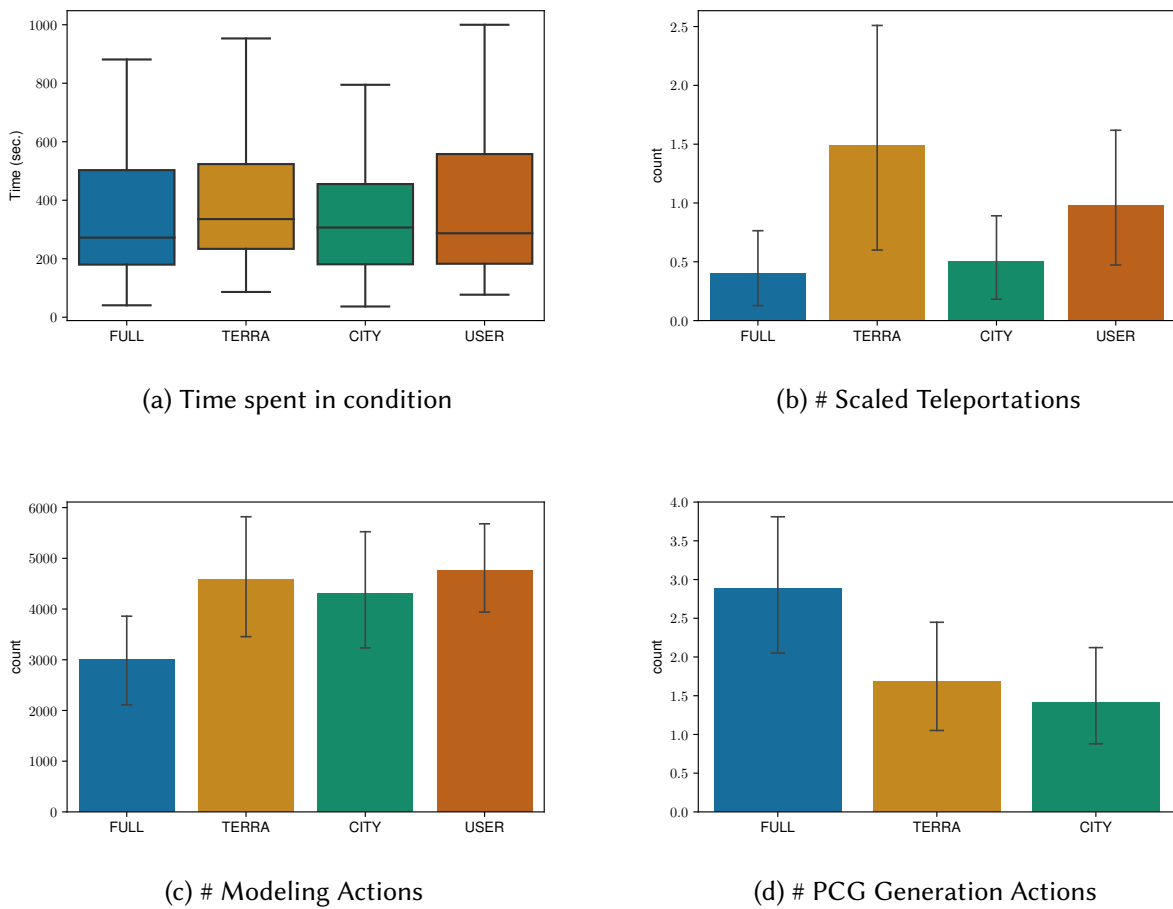 1000
800
600
400
200
0
Time (sec.)
FULL TERRA CITY USER
(a) Time spent in condition
2.5
2.0
1.5
1.0
0.5
0.0
count
FULL TERRA CITY USER
(b) # Scaled Teleportations
6000
5000
4000
3000
2000
1000
0
count
FULL TERRA CITY USER
(c) # Modeling Actions
4.0
3.5
3.0
2.5
2.0
1.5
1.0
0.5
0.0
count
FULL TERRA CITY
(d) # PCG Generation Actions